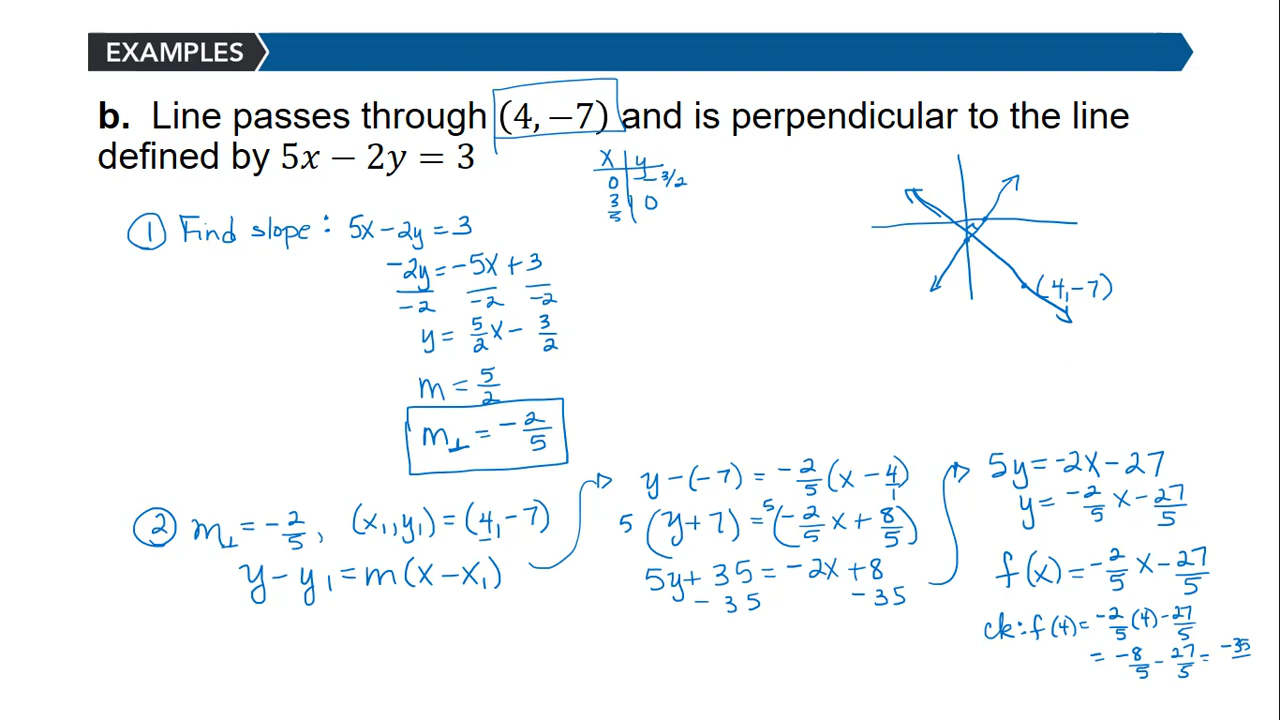 EXAMPLES
b. Line passes through (4, −7) and is perpendicular to the line
defined by 5x − 2y = 3
x | y
0 | −3/2
3/5 | 0
(4,−7)
① Find slope: 5x−2y = 3
−2y = −5x + 3
−2 −2 −2
y = 5/2 x − 3/2
m = 5/2
m⊥ = −2/5
② m⊥ = −2/5, (x₁, y₁) = (4, −7)
y − y₁ = m(x − x₁)
y − (−7) = −2/5 (x − 4/1)
5 (y + 7) = 5(−2/5 x + 8/5)
5y + 35 = −2x + 8
− 35 − 35
5y = −2x − 27
y = −2/5 x − 27/5
f(x) = −2/5 x − 27/5
ck: f(4) = −2/5 (4) − 27/5
= −8/5 − 27/5 = −35